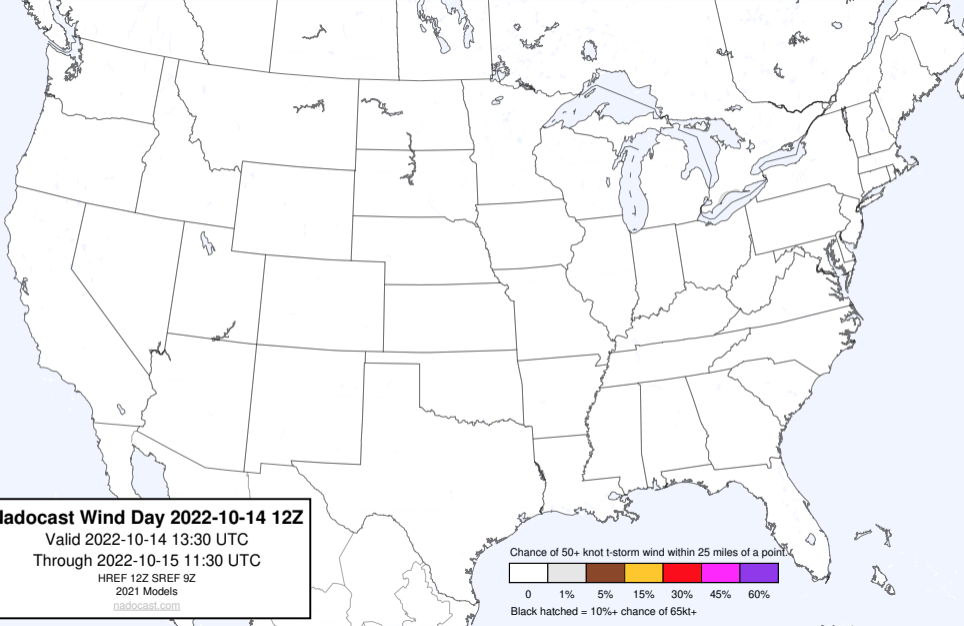 ladocast Wind Day 2022-10-14 12Z
Valid 2022-10-14 13:30 UTC
Through 2022-10-15 11:30 UTC
HREF 12Z SREF 9Z
2021 Models
nadocast.com
Chance of 50+ knot t-storm wind within 25 miles of a point.
0 1% 5% 15% 30% 45% 60%
Black hatched = 10%+ chance of 65kt+